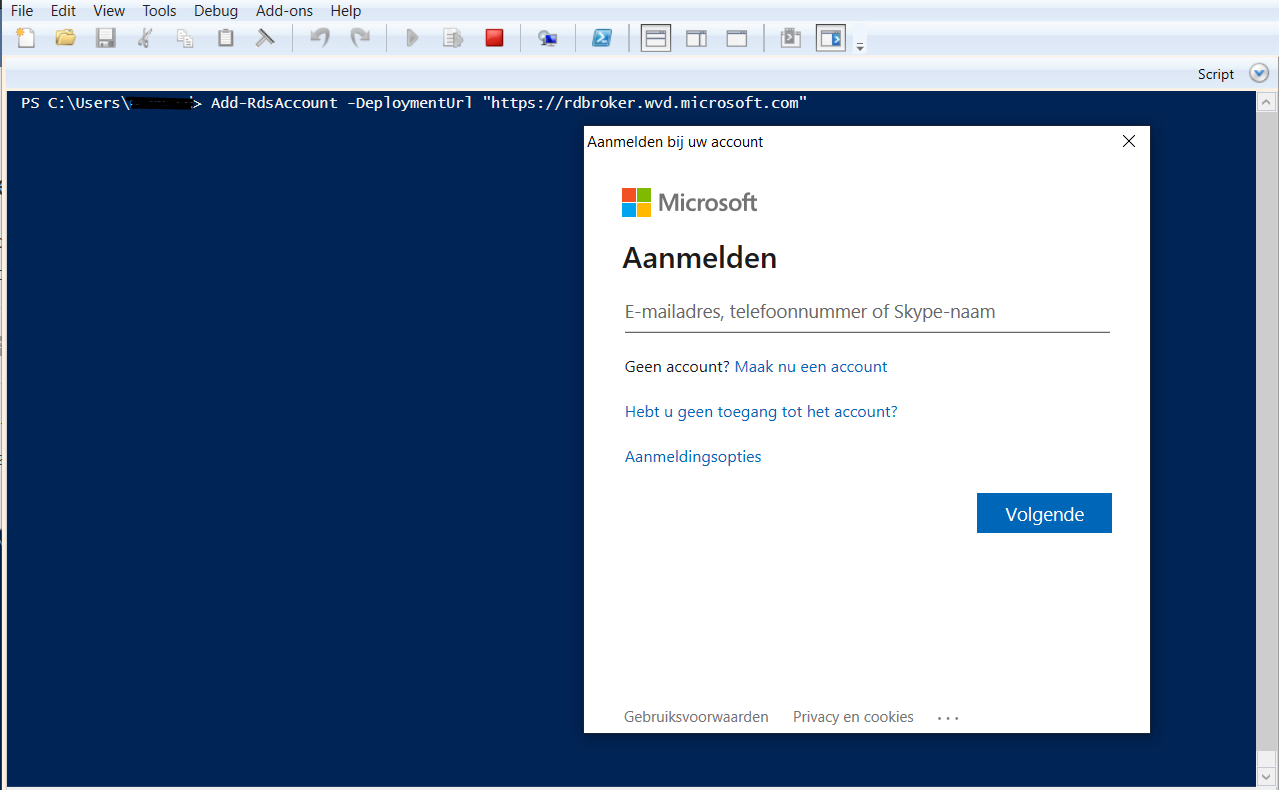 File Edit View Tools Debug Add-ons Help
Script
PS C:\Users\ > Add-RdsAccount -DeploymentUrl "https://rdbroker.wvd.microsoft.com"
Aanmelden bij uw account
Microsoft
Aanmelden
E-mailadres, telefoonnummer of Skype-naam
Geen account? Maak nu een account
Hebt u geen toegang tot het account?
Aanmeldingsopties
Volgende
Gebruiksvoorwaarden Privacy en cookies ...